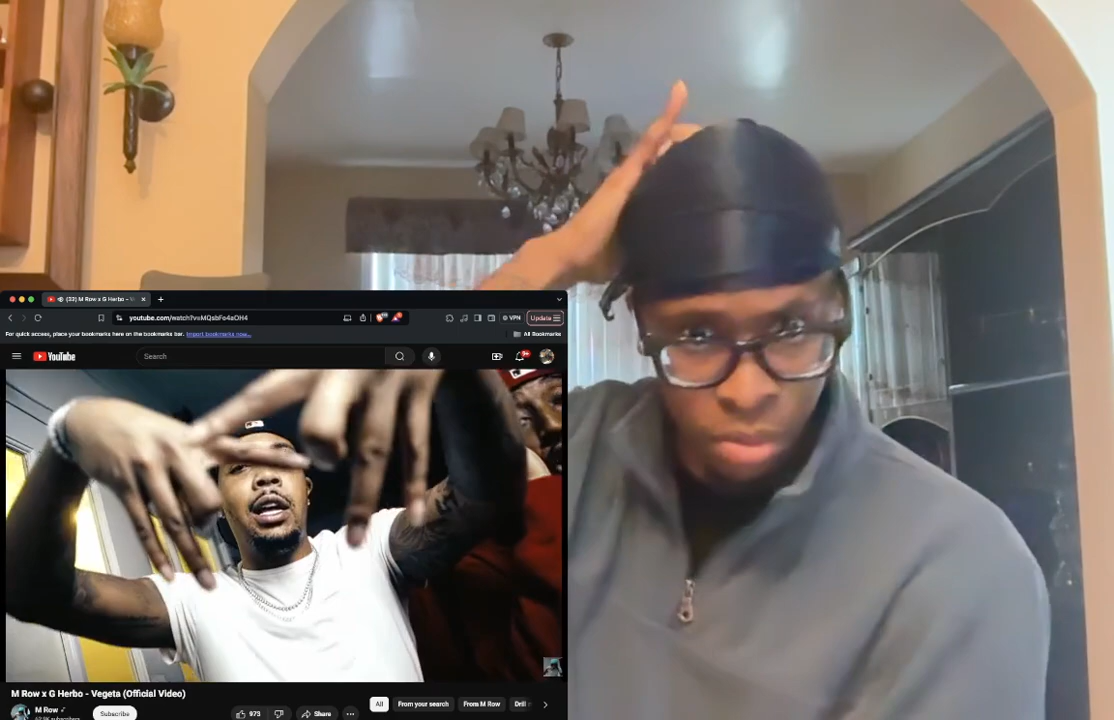 (33) M Row x G Herbo - V
youtube.com/watch?v=MQsbFo4aOH4
VPN
Update
For quick access, place your bookmarks here on the bookmarks bar. Import bookmarks now...
All Bookmarks
YouTube
Search
9+
M Row x G Herbo - Vegeta (Official Video)
All
From your search
From M Row
Drill
M Row
Subscribe
973
Share